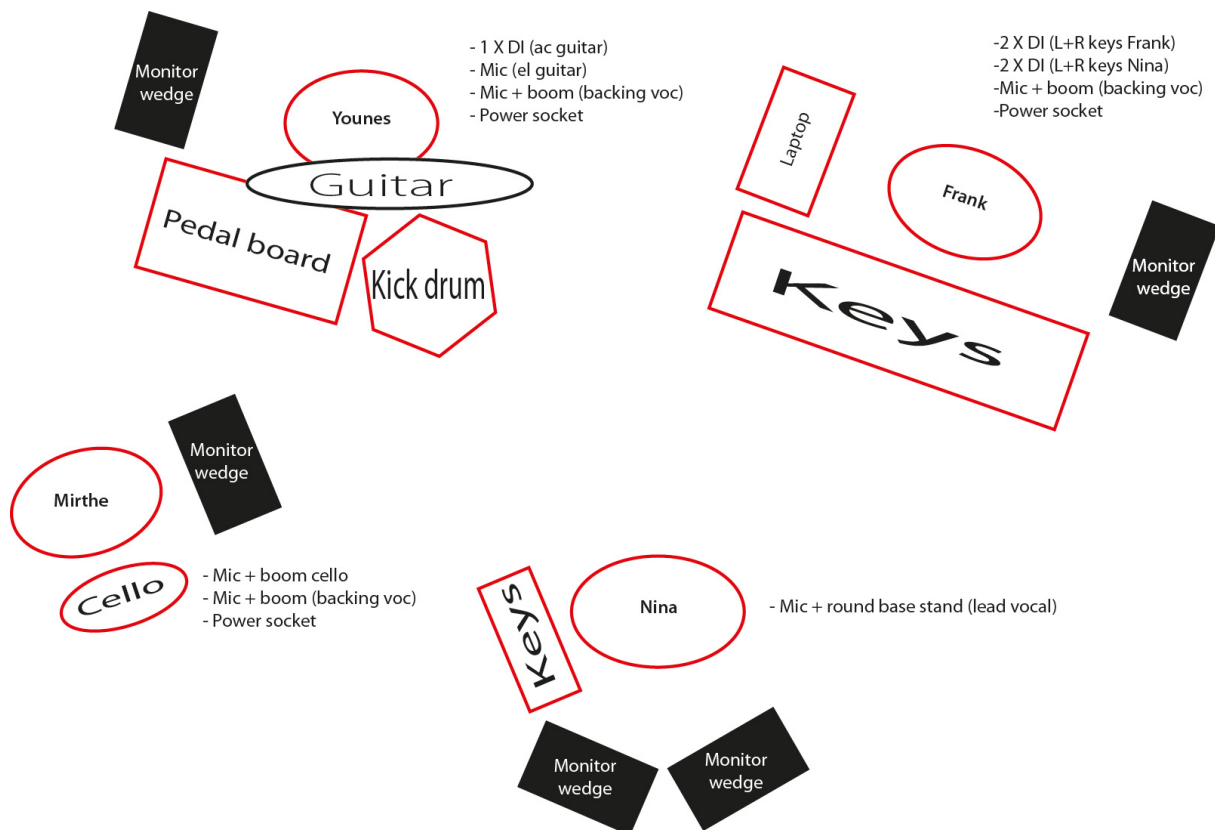 Monitor
wedge
Younes
- 1 X DI (ac guitar)
- Mic (el guitar)
- Mic + boom (backing voc)
- Power socket
Guitar
Pedal board
Kick drum
-2 X DI (L+R keys Frank)
-2 X DI (L+R keys Nina)
-Mic + boom (backing voc)
-Power socket
Laptop
Frank
Monitor
wedge
Keys
Monitor
wedge
Mirthe
Cello
- Mic + boom cello
- Mic + boom (backing voc)
- Power socket
Keys
Nina
- Mic + round base stand (lead vocal)
Monitor
wedge
Monitor
wedge